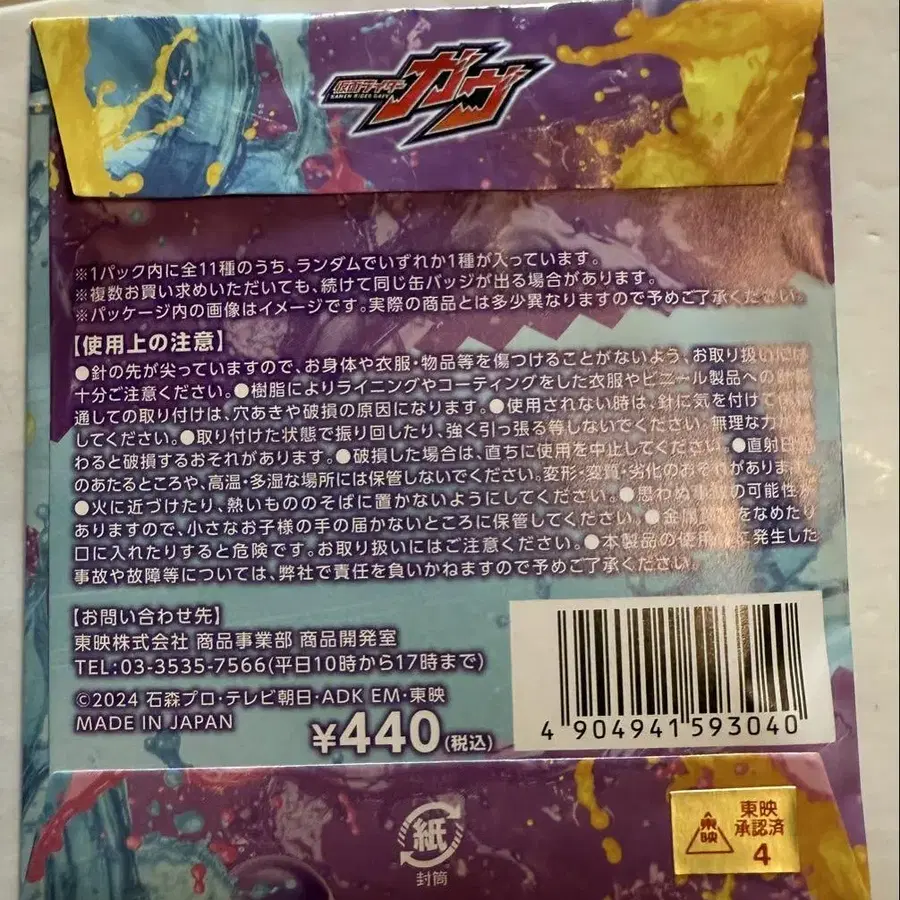 仮面ライダー
KAMEN RIDER GAVV
ガヴ
※1パック内に全11種のうち、ランダムでいずれか1種が入っています。
※複数お買い求めいただいても、続けて同じ缶バッジが出る場合があります。
※パッケージ内の画像はイメージです。実際の商品とは多少異なりますので予めご了承ください。
【使用上の注意】
●針の先が尖っていますので、お身体や衣服・物品等を傷つけることがないよう、お取り扱いには
十分ご注意ください。●樹脂によりライニングやコーティングをした衣服やビニール製品への
通しての取り付けは、穴あきや破損の原因になります。●使用されない時は、針に気を付けて
してください。●取り付けた状態で振り回したり、強く引っ張る等しないでください。無理な力が
わると破損するおそれがあります。●破損した場合は、直ちに使用を中止してください。●直射日光
のあたるところや、高温・多湿な場所には保管しないでください。変形・変質・劣化のおそれがあります。
●火に近づけたり、熱いもののそばに置かないようにしてください。●思わぬ の可能性が
ありますので、小さなお子様の手の届かないところに保管してください。●金属 をなめたり
口に入れたりすると危険です。お取り扱いにはご注意ください。●本製品の使用 に発生した
事故や故障等については、弊社で責任を負いかねますので予めご了承ください。
【お問い合わせ先】
東映株式会社 商品事業部 商品開発室
TEL:03-3535-7566(平日10時から17時まで)
©2024 石森プロ・テレビ朝日・ADK EM・東映
MADE IN JAPAN
¥440(税込)
4 904941 593040
紙
封筒
東映
東映
承認済
4